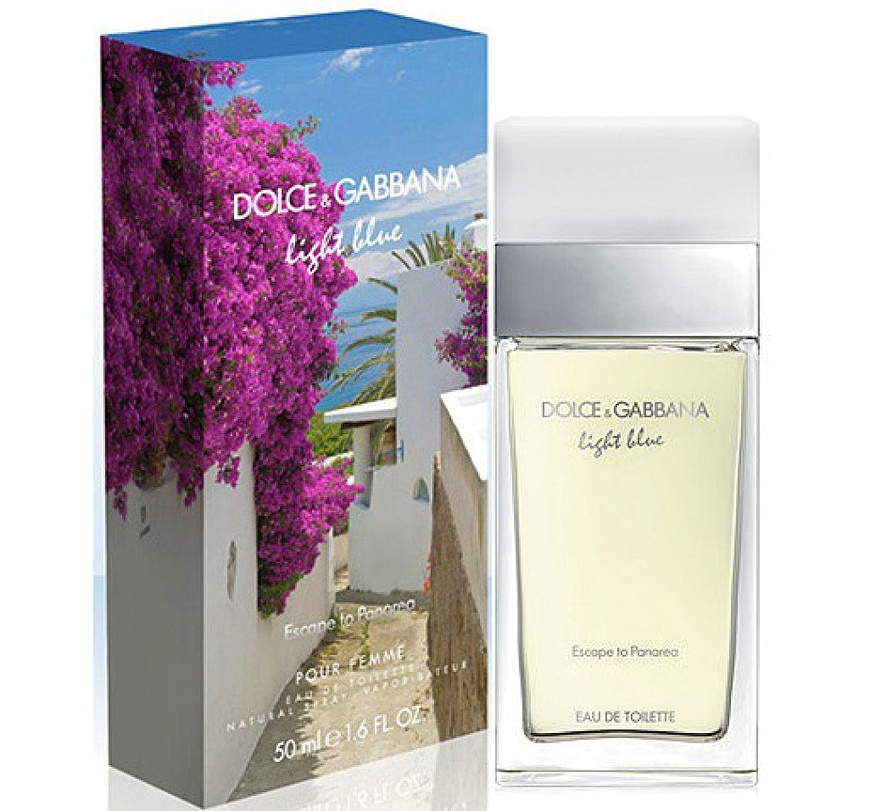 DOLCE & GABBANA
light blue
Escape to Panarea
POUR FEMME
EAU DE TOILETTE
NATURAL SPRAY VAPORISATEUR
50 ml e 1.6 FL OZ.
DOLCE & GABBANA
light blue
Escape to Panarea
EAU DE TOILETTE